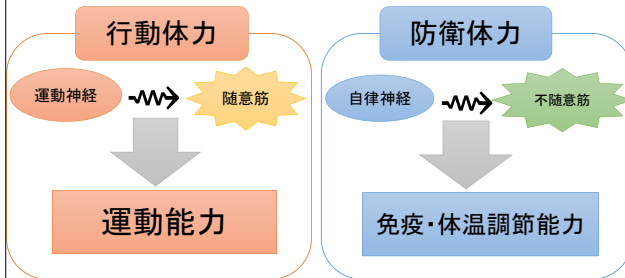 行動体力
運動神経
随意筋
運動能力
防衛体力
自律神経
不随意筋
免疫・体温調節能力